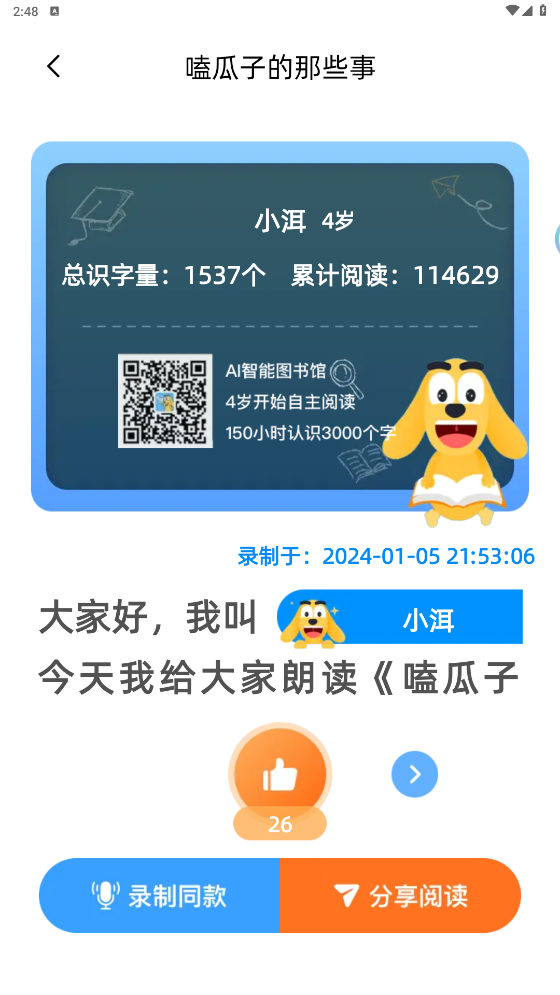 2:48 A
嗑瓜子的那些事
小洱 4岁
总识字量：1537个 累计阅读：114629
AI智能图书馆
4岁开始自主阅读
150小时认识3000个字
录制于：2024-01-05 21:53:06
大家好，我叫 小洱
今天我给大家朗读《嗑瓜子
26
录制同款 分享阅读